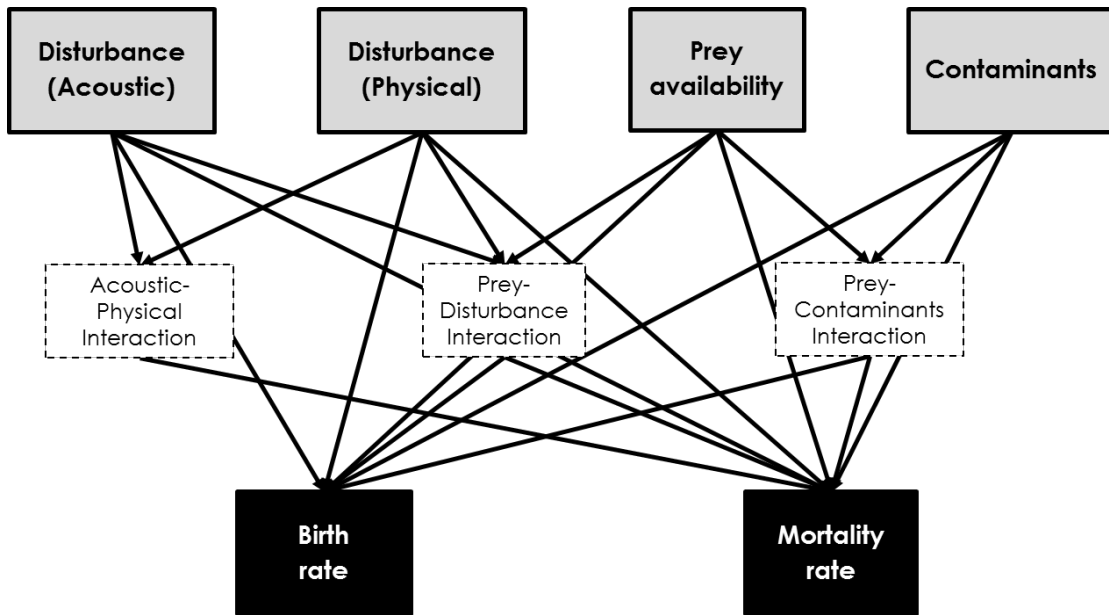 Disturbance
(Acoustic)
Disturbance
(Physical)
Prey
availability
Contaminants
Acoustic-
Physical
Interaction
Prey-
Disturbance
Interaction
Prey-
Contaminants
Interaction
Birth
rate
Mortality
rate